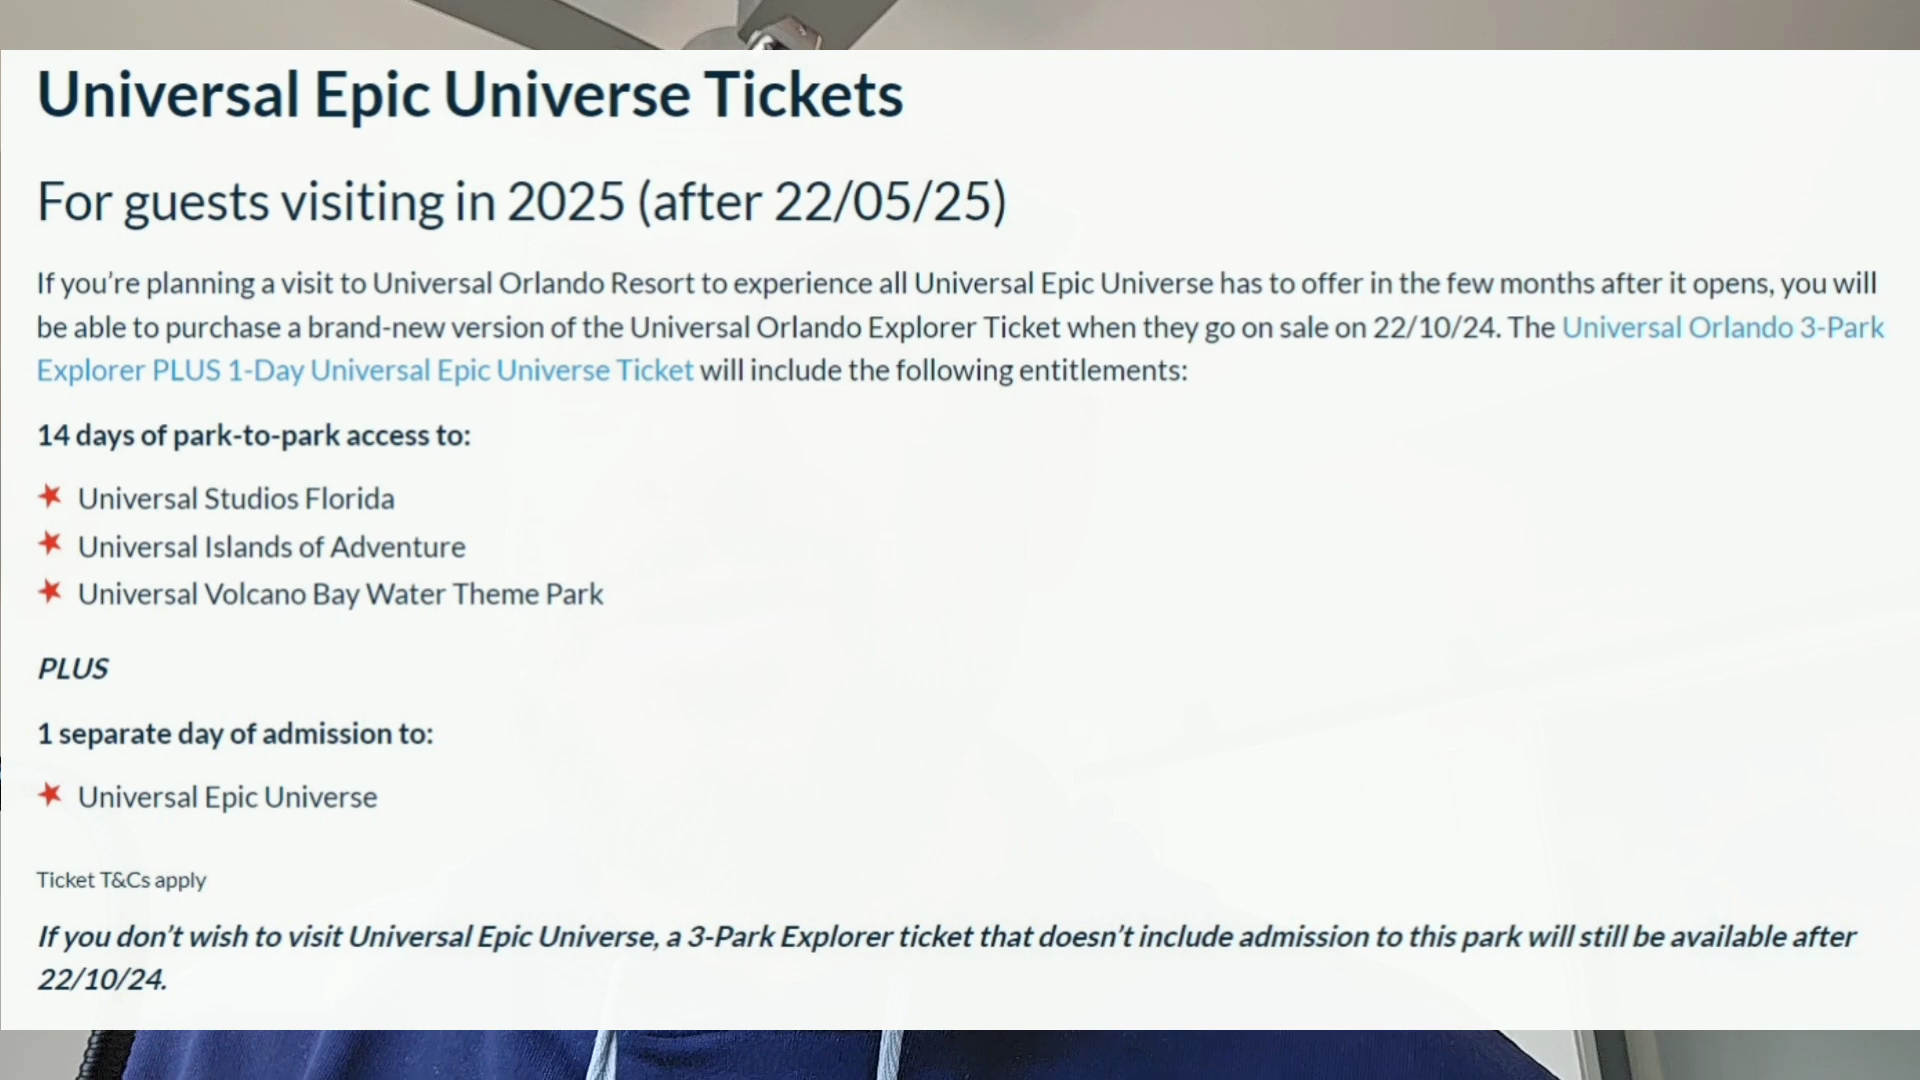 Universal Epic Universe Tickets
For guests visiting in 2025 (after 22/05/25)
If you're planning a visit to Universal Orlando Resort to experience all Universal Epic Universe has to offer in the few months after it opens, you will
be able to purchase a brand-new version of the Universal Orlando Explorer Ticket when they go on sale on 22/10/24. The Universal Orlando 3-Park
Explorer PLUS 1-Day Universal Epic Universe Ticket will include the following entitlements:
14 days of park-to-park access to:
Universal Studios Florida
Universal Islands of Adventure
Universal Volcano Bay Water Theme Park
PLUS
1 separate day of admission to:
Universal Epic Universe
Ticket T&Cs apply
If you don't wish to visit Universal Epic Universe, a 3-Park Explorer ticket that doesn't include admission to this park will still be available after
22/10/24.